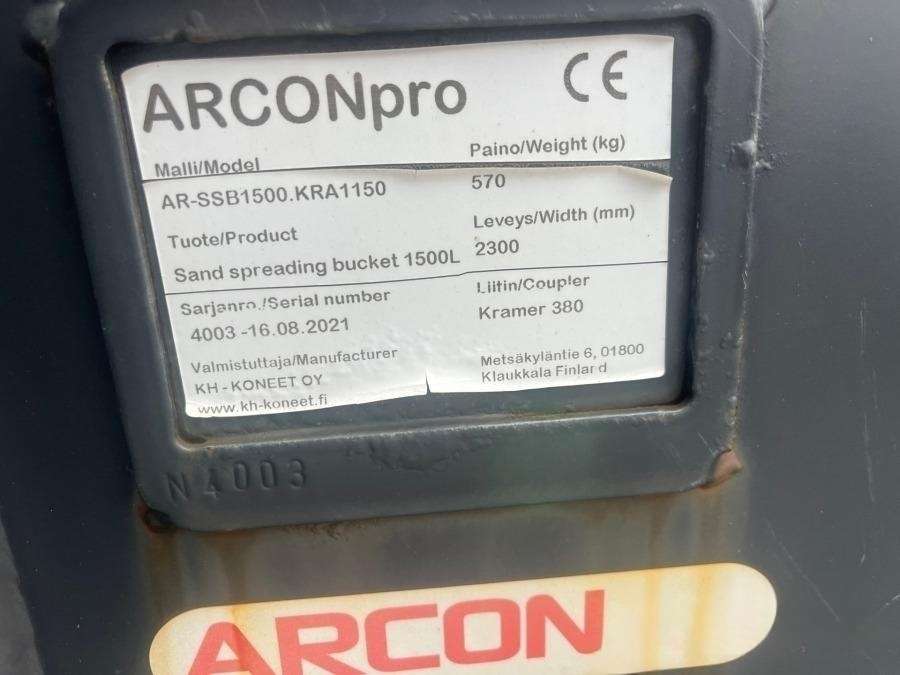 ARCONpro CE
Malli/Model
Paino/Weight (kg)
AR-SSB1500.KRA1150
570
Tuote/Product
Leveys/Width (mm)
Sand spreading bucket 1500L
2300
Sarjanro./Serial number
Liitin/Coupler
4003 -16.08.2021
Kramer 380
Valmistuttaja/Manufacturer
Metsäkyläntie 6, 01800
KH - KONEET OY
Klaukkala Finlar d
www.kh-koneet.fi
N4003
ARCON